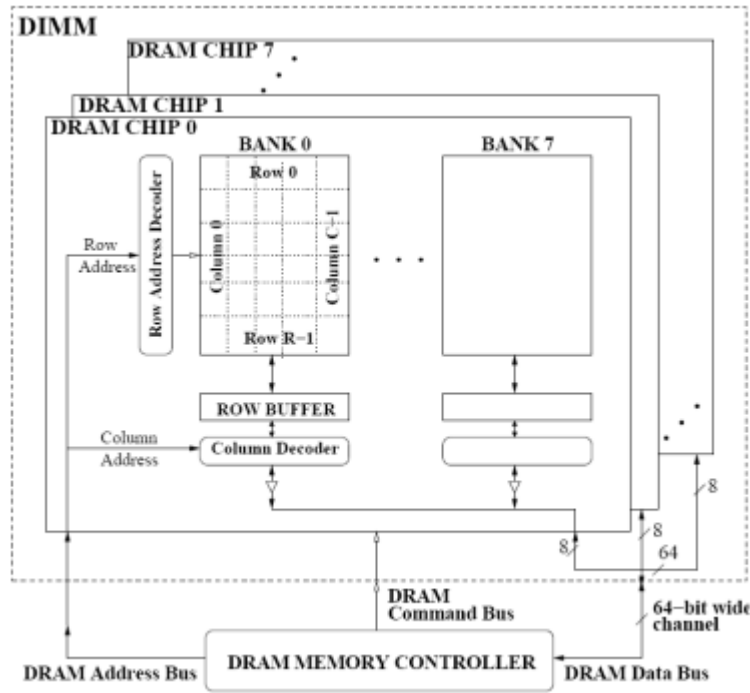 DIMM
DRAM CHIP 7
DRAM CHIP 1
DRAM CHIP 0
BANK 0
BANK 7
Row Address Decoder
Row 0
Column 0
Column C−1
Row R−1
Row
Address
ROW BUFFER
Column
Address
Column Decoder
8
8
8
64
DRAM
Command Bus
64−bit wide
channel
DRAM Address Bus
DRAM MEMORY CONTROLLER
DRAM Data Bus